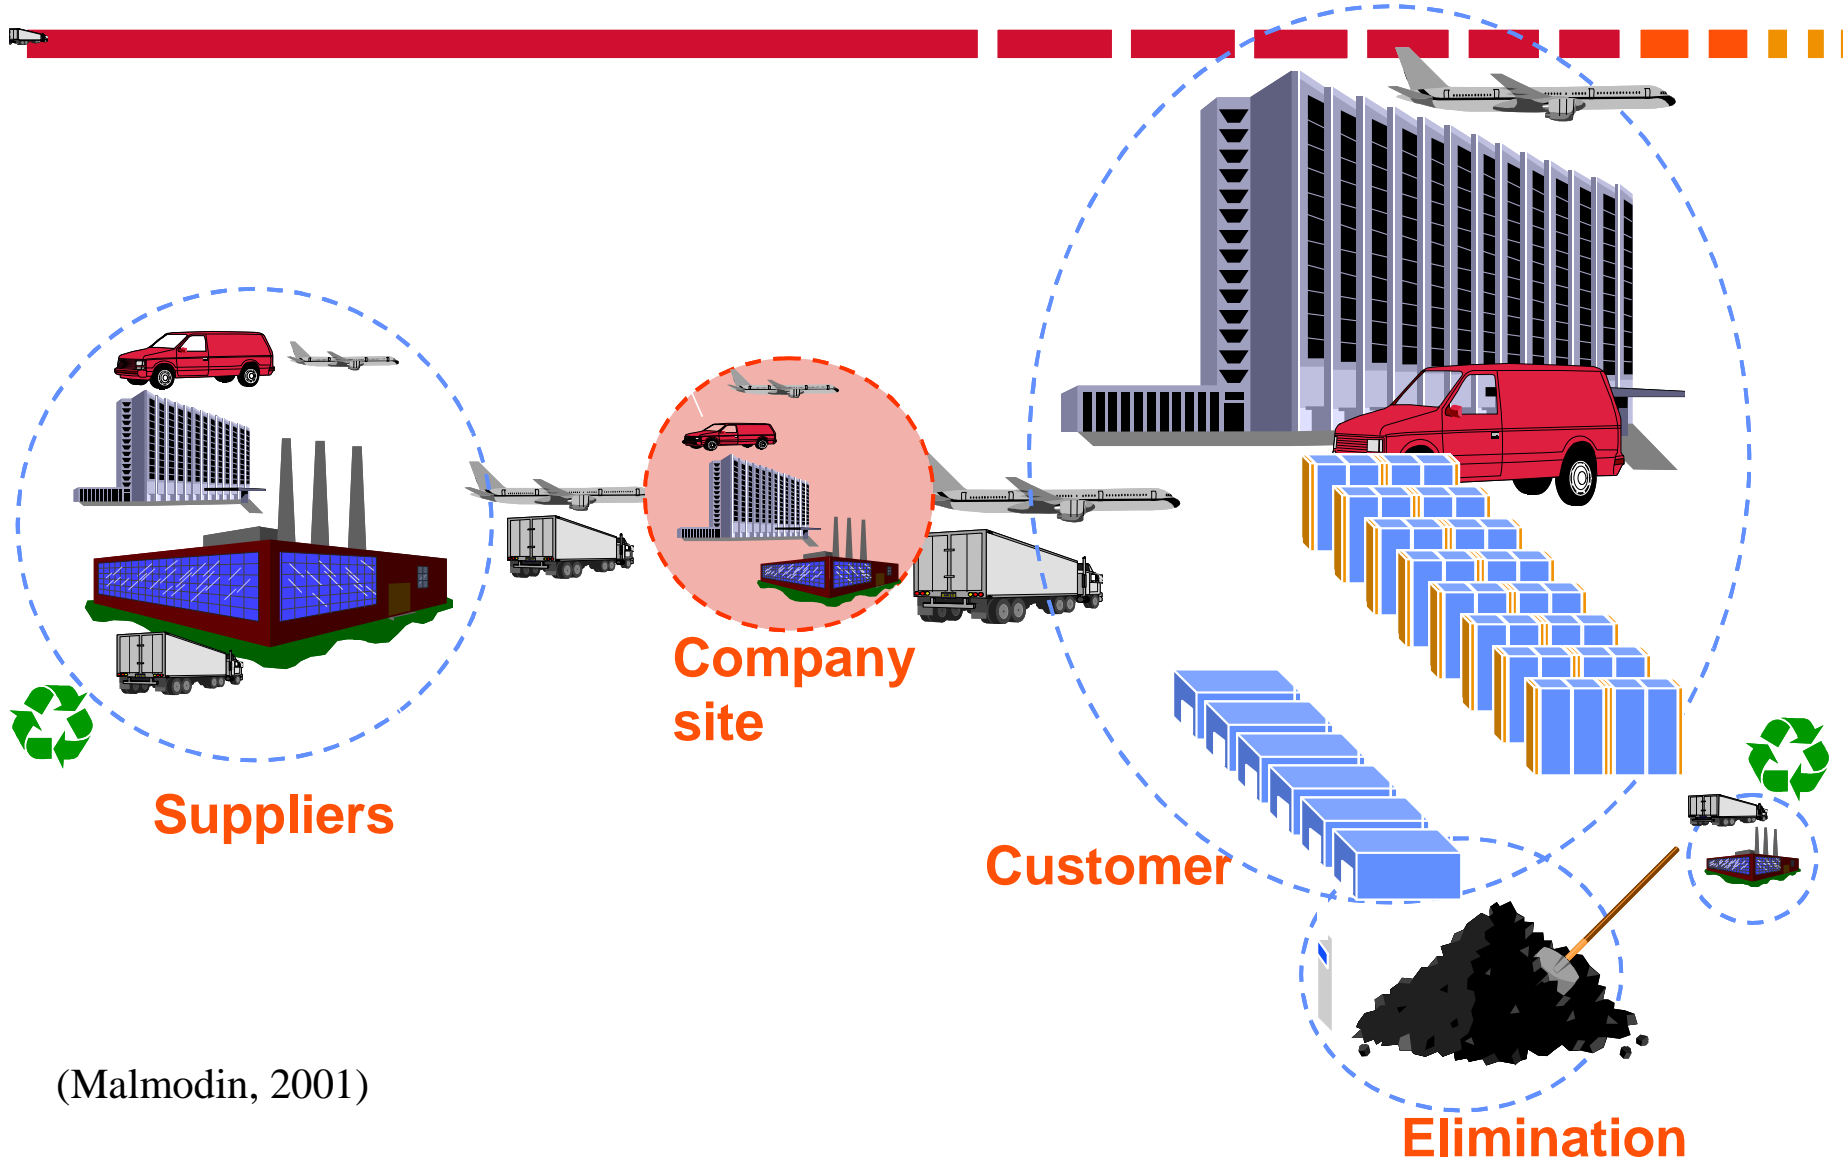 Company
site
Suppliers
Customer
(Malmodin, 2001)
Elimination